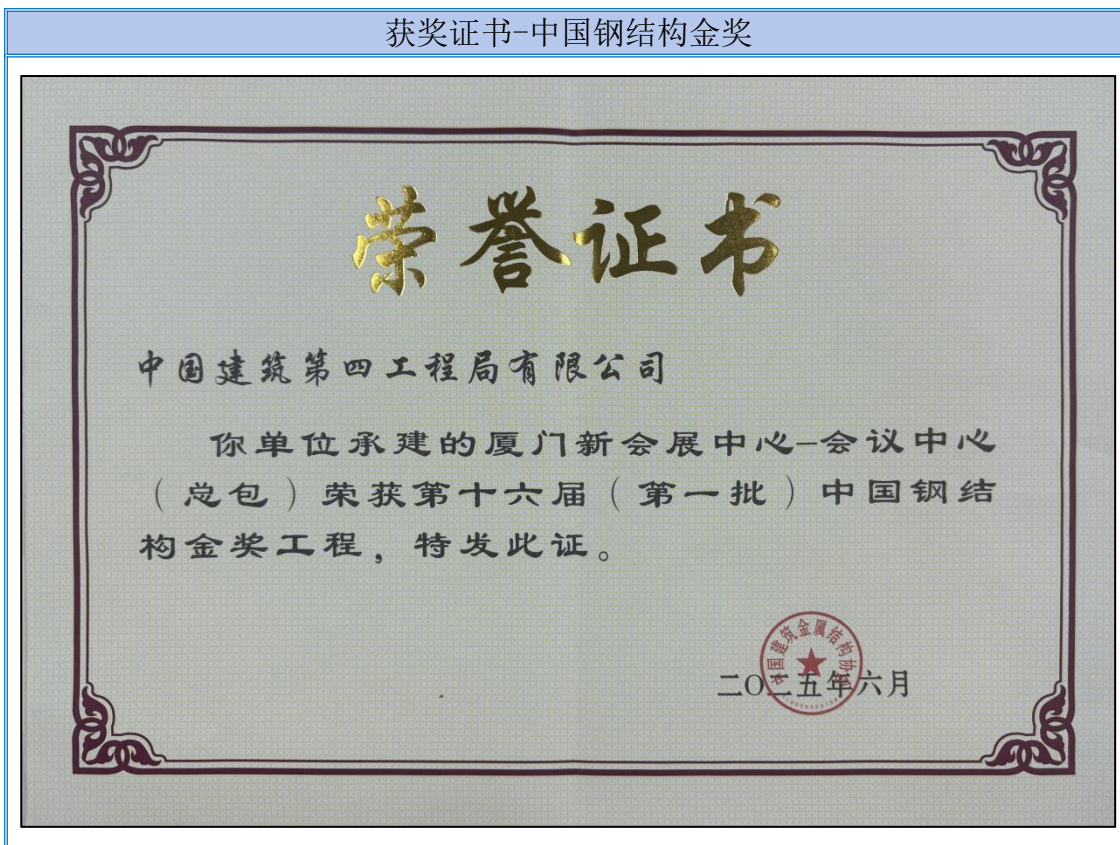 获奖证书-中国钢结构金奖
荣誉证书
中国建筑第四工程局有限公司
你单位承建的厦门新会展中心-会议中心
(总包)荣获第十六届(第一批)中国钢结
构金奖工程,特发此证。
中国建筑金属结构协会
二〇二五年六月